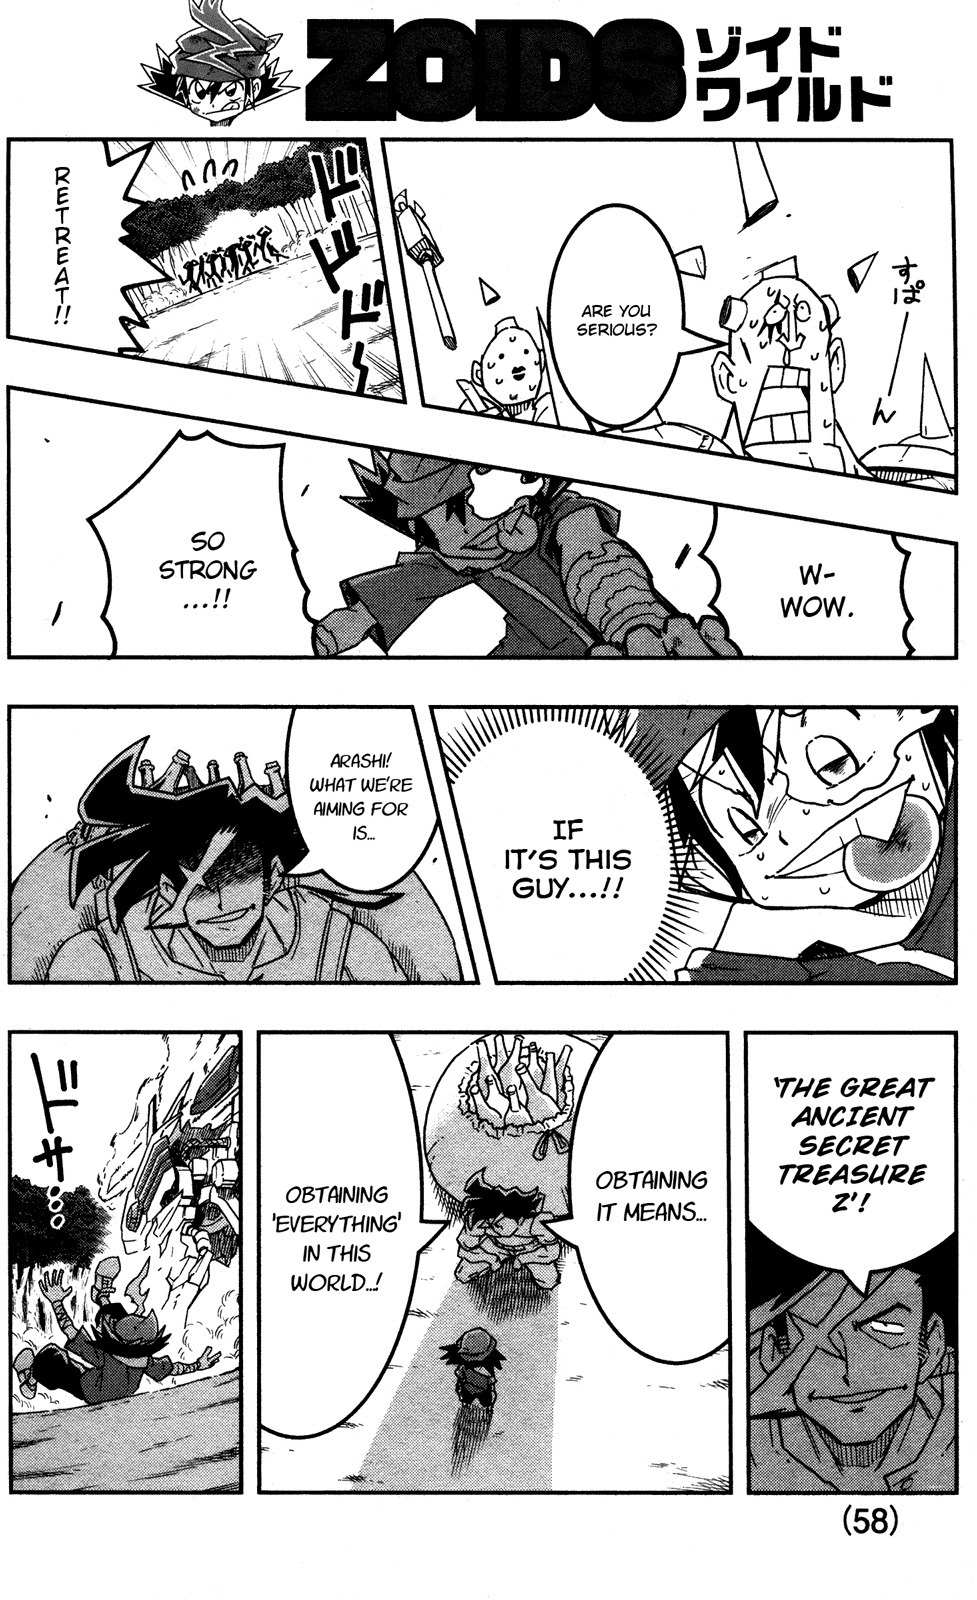 ZOIDS
ゾイド
ワイルド
ARE YOU
SERIOUS?
すぱーん
ドドド
RETREAT!!
W-
WOW.
SO
STRONG
...!!
IF
IT'S THIS
GUY...!!
ARASHI!
WHAT WE'RE
AIMING FOR
IS...
'THE GREAT
ANCIENT
SECRET
TREASURE
Z'!
OBTAINING
IT MEANS...
OBTAINING
'EVERYTHING'
IN THIS
WORLD...!
ドサ…
(58)